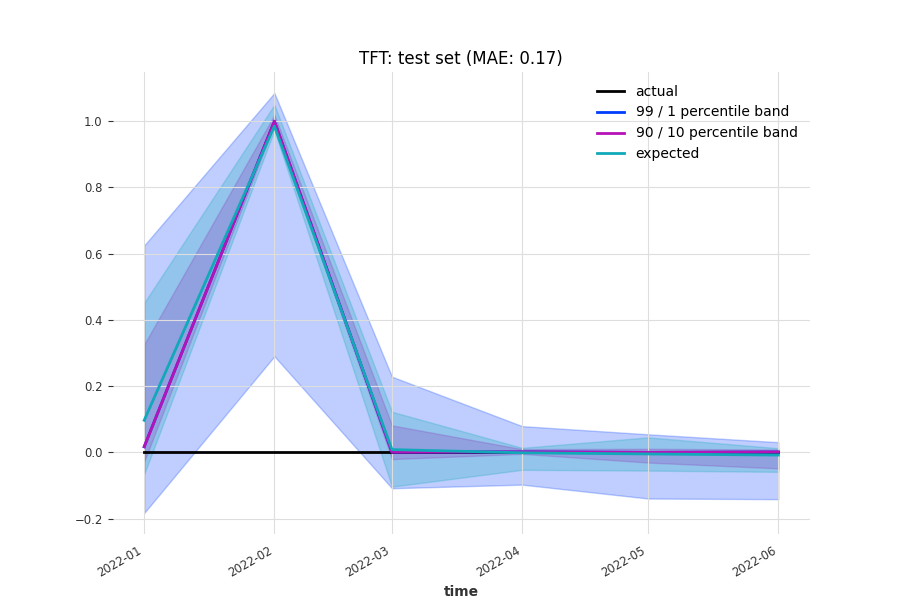 TFT: test set (MAE: 0.17)
actual
99 / 1 percentile band
90 / 10 percentile band
expected
1.0
0.8
0.6
0.4
0.2
0.0
−0.2
2022-01
2022-02
2022-03
2022-04
2022-05
2022-06
time